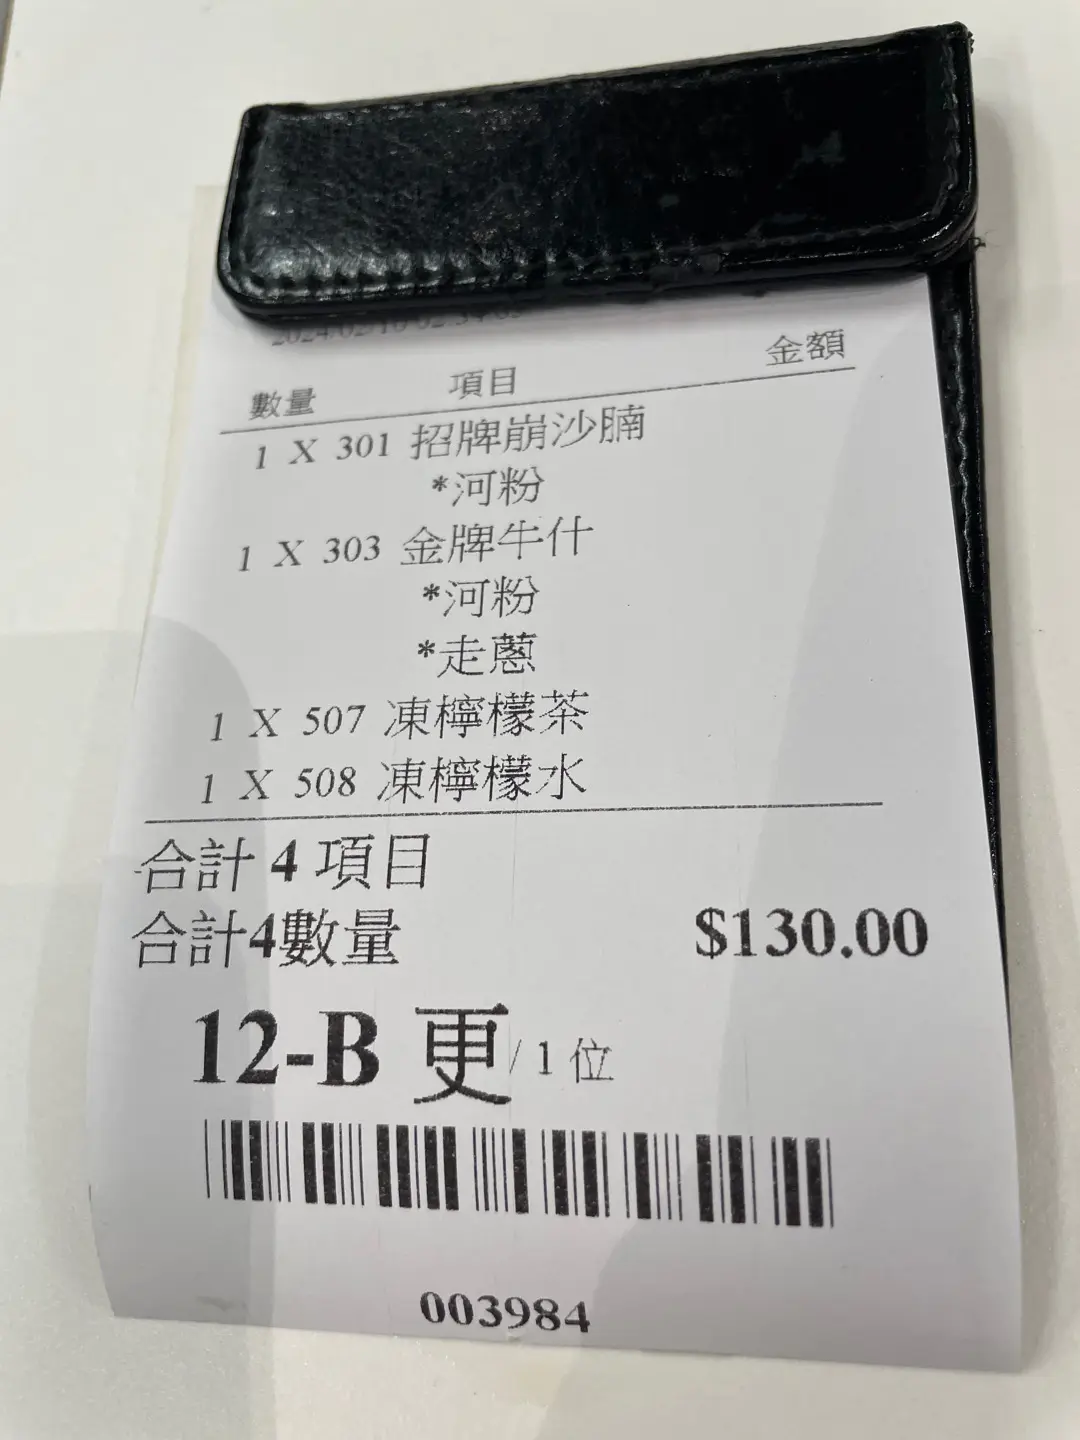 數量 項目 金額
1 X 301 招牌崩沙腩
*河粉
1 X 303 金牌牛什
*河粉
*走蔥
1 X 507 凍檸檬茶
1 X 508 凍檸檬水
合計 4 項目
合計4數量 $130.00
12-B 更/1 位
003984